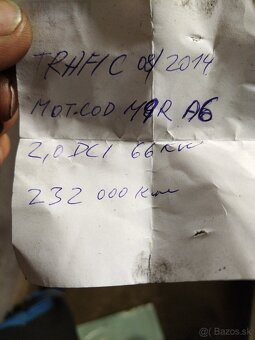 TRAFIC 08/2014
MOT.COD M9R A6
2,0 DCI 66 KW
232 000 Km
© Bazos.sk